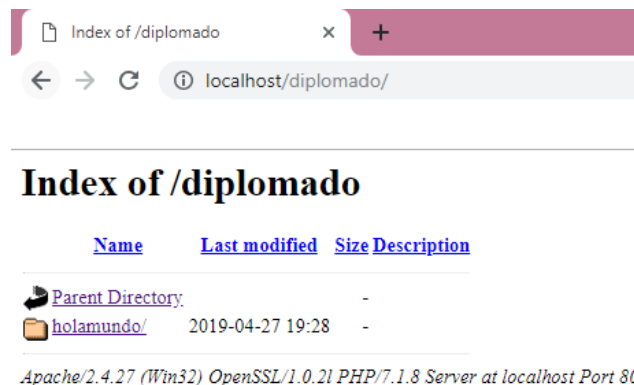 Index of /diplomado
localhost/diplomado/
Index of /diplomado
Name Last modified Size Description
Parent Directory -
holamundo/ 2019-04-27 19:28 -
Apache/2.4.27 (Win32) OpenSSL/1.0.2l PHP/7.1.8 Server at localhost Port 80